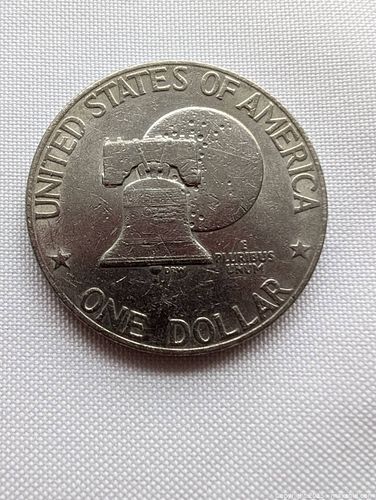 UNITED STATES OF AMERICA
E
PLURIBUS
UNUM
ONE DOLLAR